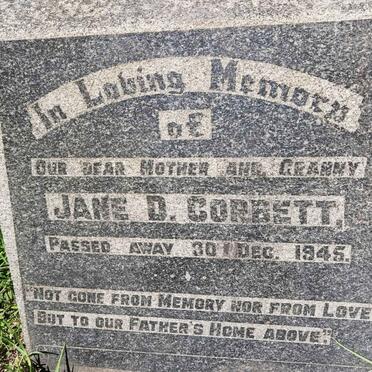 In Loving Memory
of
OUR DEAR MOTHER AND GRANNY
JANE D. CORBETT,
PASSED AWAY 30TH DEC. 1945.
"NOT GONE FROM MEMORY NOR FROM LOVE
BUT TO OUR FATHER'S HOME ABOVE."